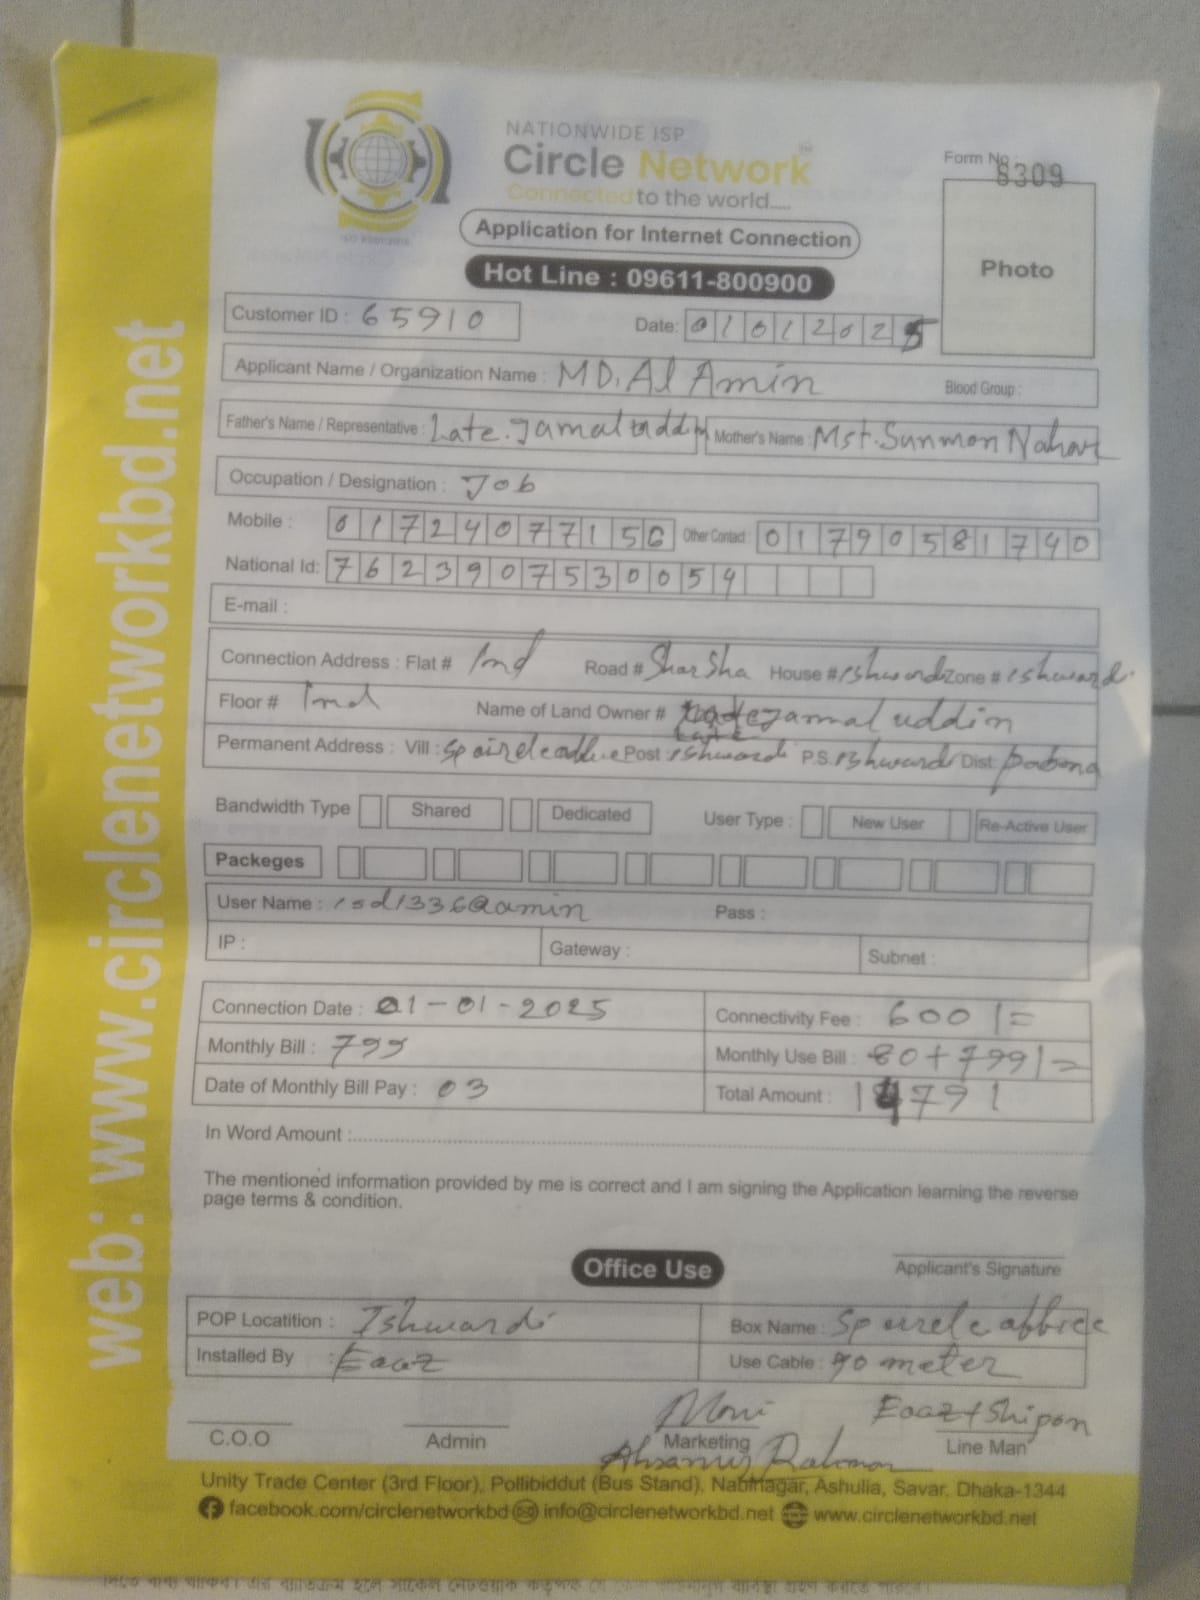 NATIONWIDE ISP
Circle Network™
Connected to the world....
Form No : 8309
Application for Internet Connection
Hot Line : 09611-800900
Photo
Customer ID : 65910 Date: 01012025
Applicant Name / Organization Name : MD, Al Amin Blood Group :
Father's Name / Representative : Late. Jamal uddin Mother's Name : Mst. Sunmon Nahar
Occupation / Designation : Job
Mobile : 01724077156 Other Contact : 01790581740
National Id: 76239075300 54
E-mail :
Connection Address : Flat # Ind Road # Sharsha House # ishwardi Zone # ishwardi
Floor # Ind Name of Land Owner # Late Jamal uddin
Permanent Address : Vill : Post : ishwardi P.S. ishwardi Dist: pabona
Bandwidth Type Shared Dedicated User Type : New User Re-Active User
Packeges
User Name : isd1336@amin Pass :
IP : Gateway : Subnet :
Connection Date : 01-01-2025 Connectivity Fee : 600/=
Monthly Bill : 799 Monthly Use Bill : 80+799/=
Date of Monthly Bill Pay : 03 Total Amount : 1479/
In Word Amount :
The mentioned information provided by me is correct and I am signing the Application learning the reverse
page terms & condition.
Office Use
Applicant's Signature
POP Locatition : Ishwardi Box Name :
Installed By : Eaaz Use Cable : 90 meter
Moni Eaaz+Shipon
C.O.O Admin Marketing Line Man
Rahman
Unity Trade Center (3rd Floor), Pollibiddut (Bus Stand), Nabinagar, Ashulia, Savar, Dhaka-1344
facebook.com/circlenetworkbd info@circlenetworkbd.net www.circlenetworkbd.net
web: www.circlenetworkbd.net